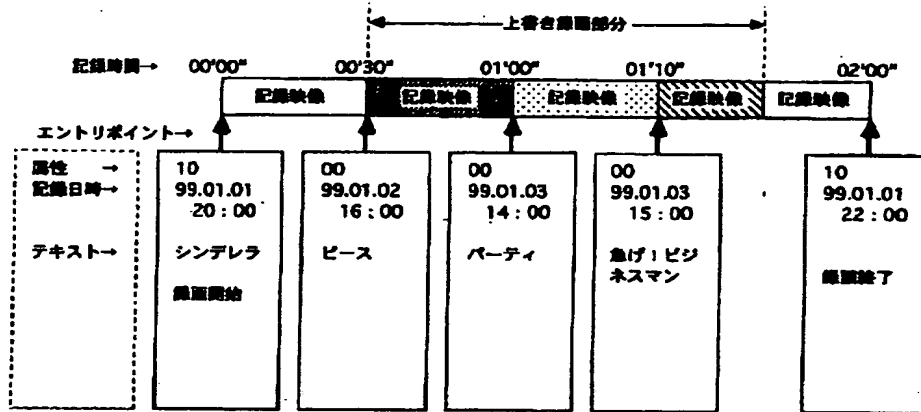 上書き録画部分
記録時間→ 00'00" 00'30" 01'00" 01'10" 02'00"
記録映像 記録映像 記録映像 記録映像 記録映像
エントリポイント→
属性 → 10 00 00 00 10
記録日時→ 99.01.01 99.01.02 99.01.03 99.01.03 99.01.01
20:00 16:00 14:00 15:00 22:00
テキスト→ シンデレラ ピース パーティ 急げ!ビジ
ネスマン
録画開始 録画終了